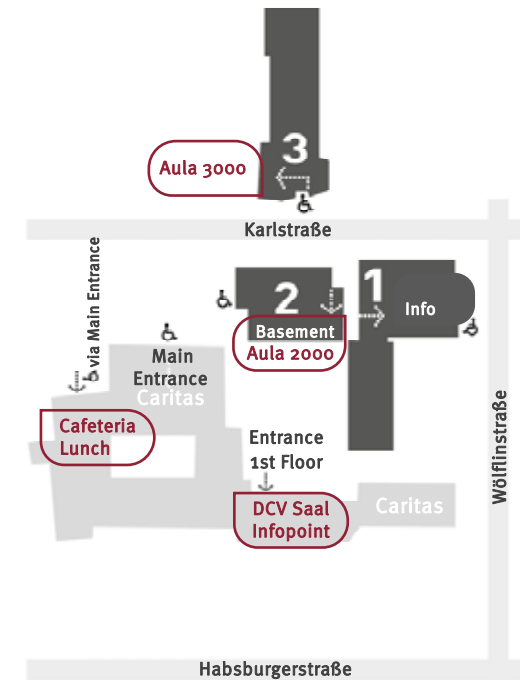 3
Aula 3000
Karlstraße
via Main Entrance
2
1
Info
Basement
Aula 2000
Main
Entrance
Caritas
Cafeteria
Lunch
Entrance
1st Floor
DCV Saal
Infopoint
Caritas
Wölflinstraße
Habsburgerstraße